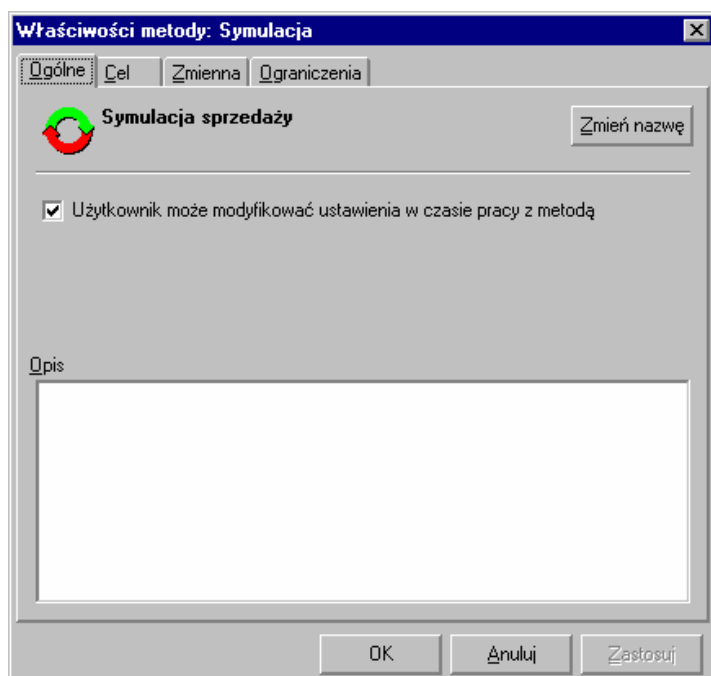 Właściwości metody: Symulacja
Ogólne Cel Zmienna Ograniczenia
Symulacja sprzedaży
Zmień nazwę
Użytkownik może modyfikować ustawienia w czasie pracy z metodą
Opis
OK Anuluj Zastosuj